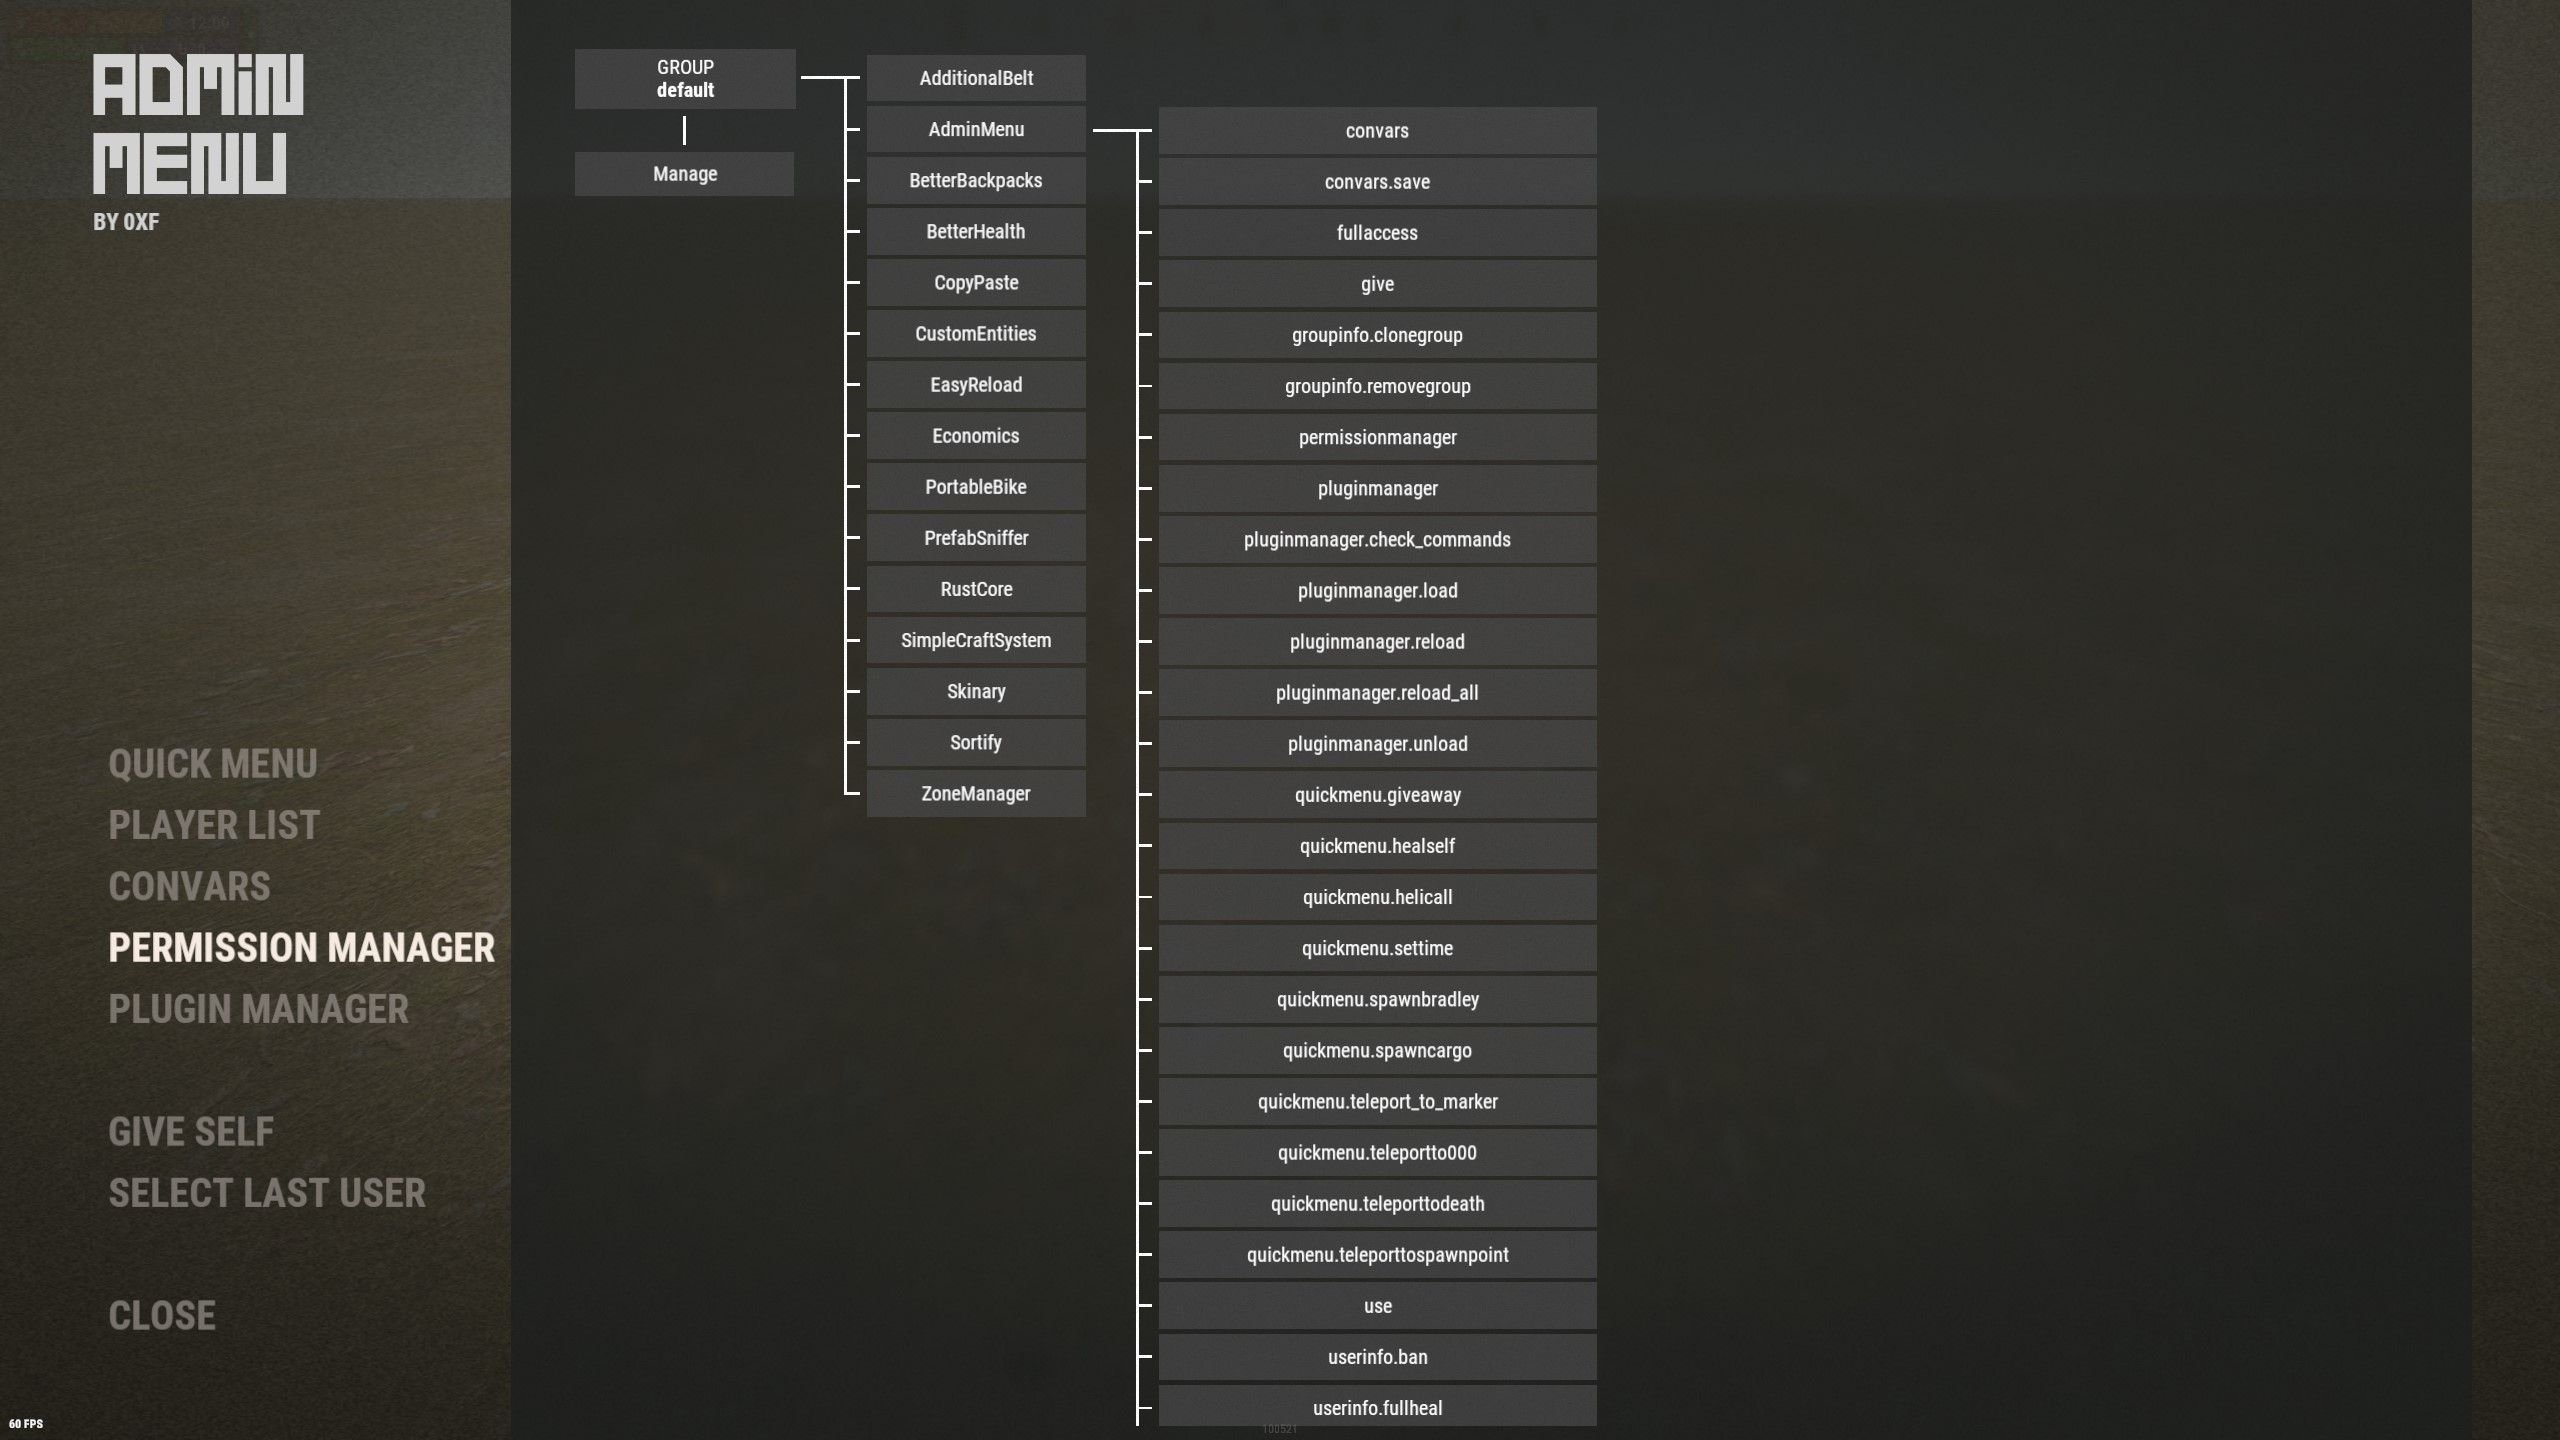 12:00
ADMIN
MENU
BY 0XF
QUICK MENU
PLAYER LIST
CONVARS
PERMISSION MANAGER
PLUGIN MANAGER
GIVE SELF
SELECT LAST USER
CLOSE
60 FPS
GROUP
default
Manage
AdditionalBelt
AdminMenu
BetterBackpacks
BetterHealth
CopyPaste
CustomEntities
EasyReload
Economics
PortableBike
PrefabSniffer
RustCore
SimpleCraftSystem
Skinary
Sortify
ZoneManager
convars
convars.save
fullaccess
give
groupinfo.clonegroup
groupinfo.removegroup
permissionmanager
pluginmanager
pluginmanager.check_commands
pluginmanager.load
pluginmanager.reload
pluginmanager.reload_all
pluginmanager.unload
quickmenu.giveaway
quickmenu.healself
quickmenu.helicall
quickmenu.settime
quickmenu.spawnbradley
quickmenu.spawncargo
quickmenu.teleport_to_marker
quickmenu.teleportto000
quickmenu.teleporttodeath
quickmenu.teleporttospawnpoint
use
userinfo.ban
userinfo.fullheal
100521